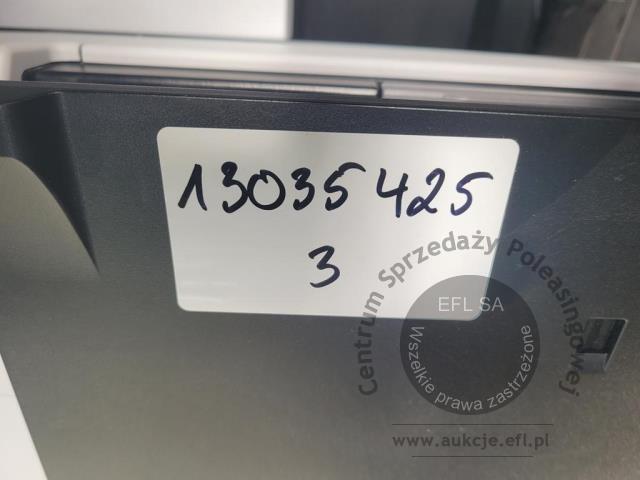 13035425
3
Centrum Sprzedaży Poleasingowej
EFL SA
Wszelkie prawa zastrzeżone
www.aukcje.efl.pl